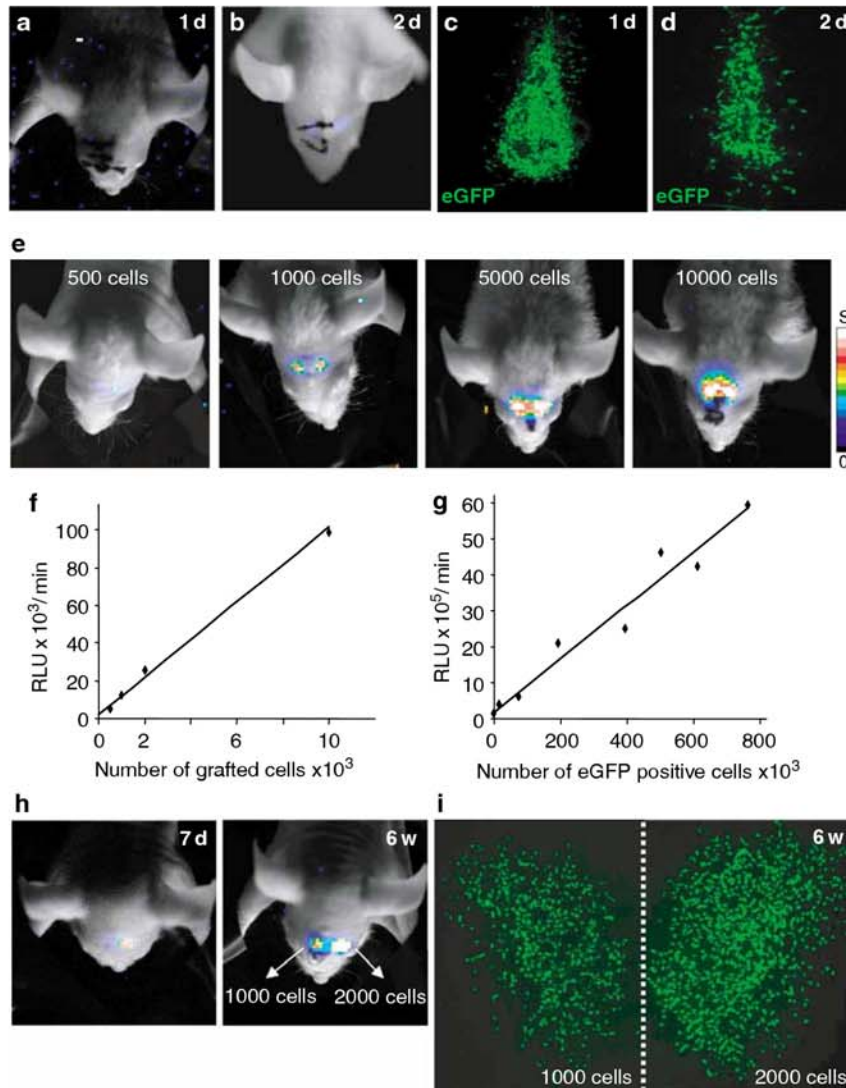 a 1 d
b 2 d
c 1 d
eGFP
d 2 d
eGFP
e
500 cells
1000 cells
5000 cells
10000 cells
S
0
f
RLU x 10³/min
100
80
60
40
20
0
0 2 10
Number of grafted cells x10³
g
RLU x 10⁵/min
60
50
40
30
20
10
0
0 200 400 600 800
Number of eGFP positive cells x10³
h
7 d
6 w
1000 cells 2000 cells
i
6 w
1000 cells 2000 cells